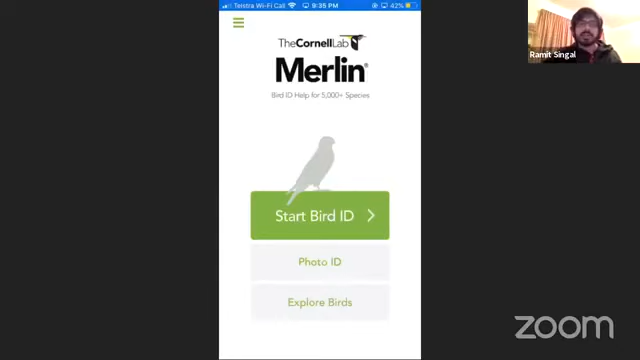 Telstra Wi-Fi Call
9:35 PM
42%
TheCornellLab
Merlin®
Bird ID Help for 5,000+ Species
Start Bird ID
Photo ID
Explore Birds
Ramit Singal
zoom